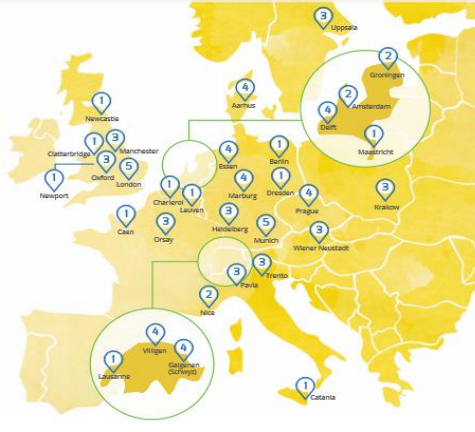 3
Uppsala
2
Groningen
4
Aarhus
2
Amsterdam
1
Newcastle
4
Delft
1
Maastricht
1
Clatterbridge
3
Manchester
4
Essen
1
Berlin
3
Oxford
5
London
1
Newport
1
Charleroi
1
Leuven
4
Marburg
1
Dresden
4
Prague
3
Krakow
1
Caen
3
Orsay
3
Heidelberg
5
Munich
3
Wiener Neustadt
3
Pavia
3
Trento
2
Nice
4
Villigen
4
Galgenen
(Schwyz)
1
Lausanne
1
Catania